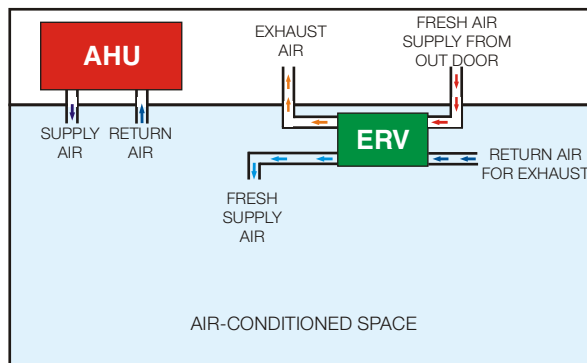 AHU
EXHAUST
AIR
FRESH AIR
SUPPLY FROM
OUT DOOR
SUPPLY
AIR
RETURN
AIR
ERV
RETURN AIR
FOR EXHAUST
FRESH
SUPPLY
AIR
AIR-CONDITIONED SPACE